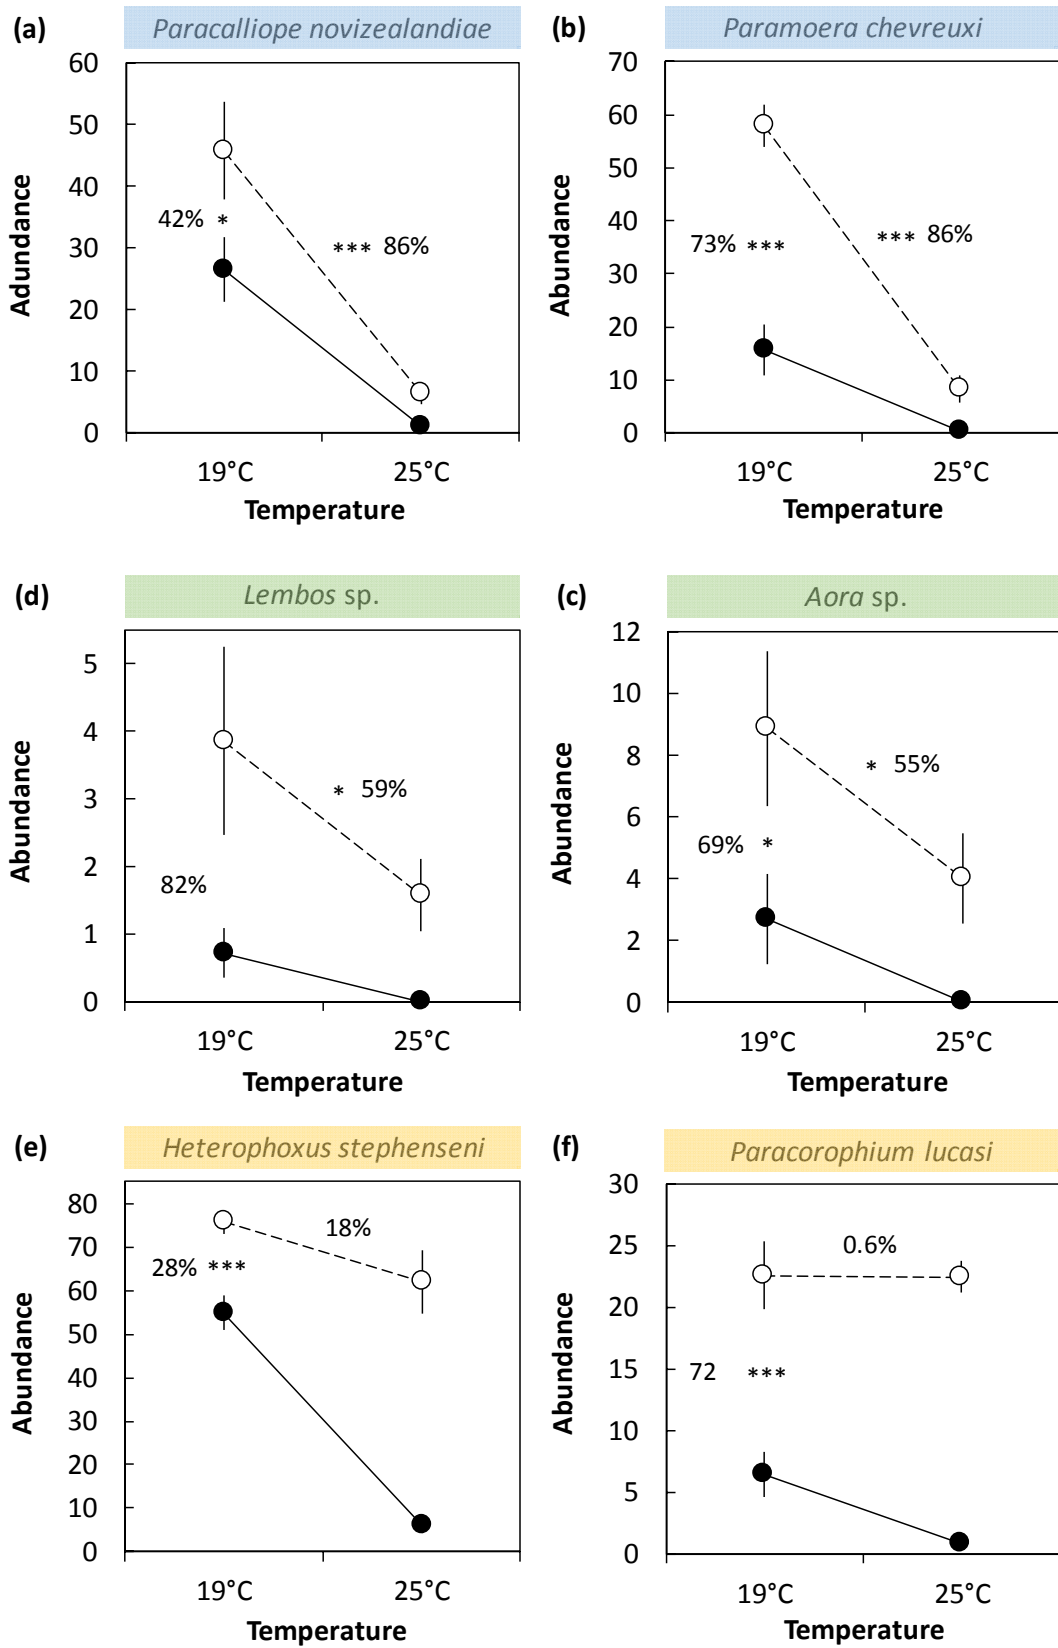 (a) Paracalliope novizealandiae
60
50
40
30
20
10
0
Adundance
42% *
*** 86%
19°C 25°C
Temperature
(b) Paramoera chevreuxi
70
60
50
40
30
20
10
0
Abundance
73% ***
*** 86%
19°C 25°C
Temperature
(d) Lembos sp.
5
4
3
2
1
0
Abundance
* 59%
82%
19°C 25°C
Temperature
(c) Aora sp.
12
10
8
6
4
2
0
Abundance
* 55%
69% *
19°C 25°C
Temperature
(e) Heterophoxus stephenseni
80
70
60
50
40
30
20
10
0
Abundance
18%
28% ***
19°C 25°C
Temperature
(f) Paracorophium lucasi
30
25
20
15
10
5
0
Abundance
0.6%
72 ***
19°C 25°C
Temperature